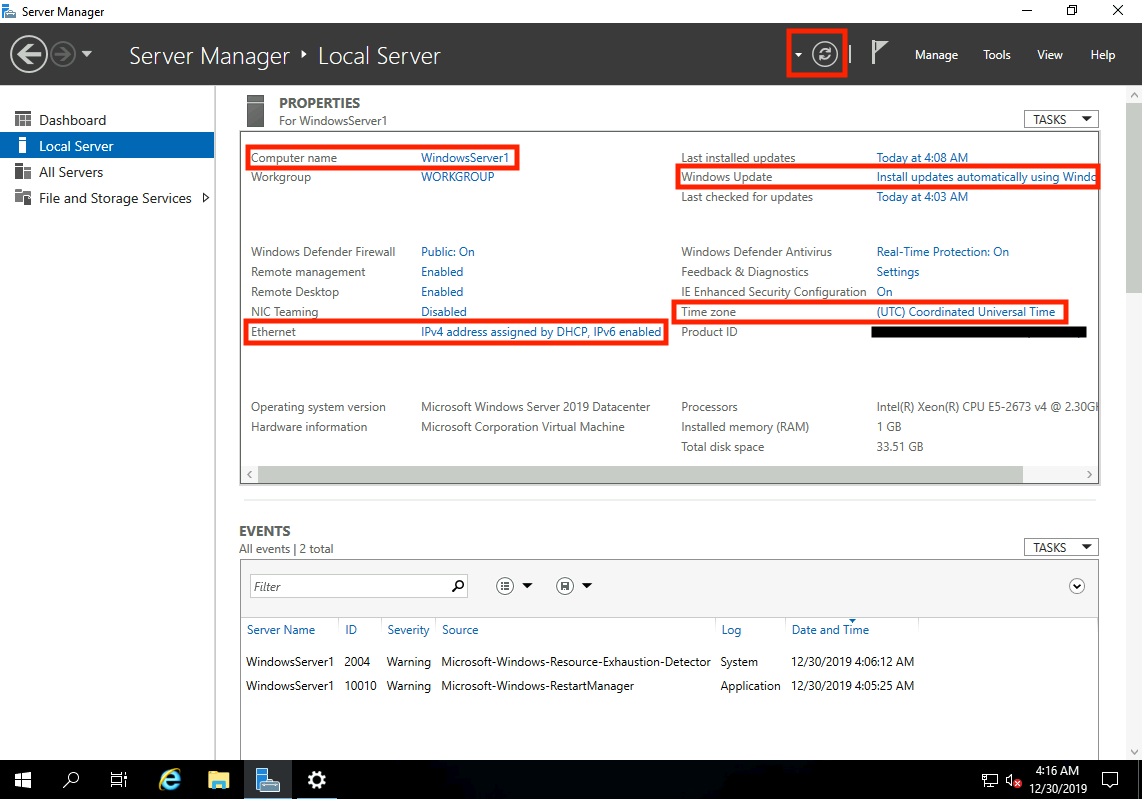 Server Manager
Server Manager ‣ Local Server
Manage Tools View Help
Dashboard
Local Server
All Servers
File and Storage Services
PROPERTIES
For WindowsServer1
TASKS
Computer name WindowsServer1
Workgroup WORKGROUP
Last installed updates Today at 4:08 AM
Windows Update Install updates automatically using Windo
Last checked for updates Today at 4:03 AM
Windows Defender Firewall Public: On
Remote management Enabled
Remote Desktop Enabled
NIC Teaming Disabled
Ethernet IPv4 address assigned by DHCP, IPv6 enabled
Windows Defender Antivirus Real-Time Protection: On
Feedback & Diagnostics Settings
IE Enhanced Security Configuration On
Time zone (UTC) Coordinated Universal Time
Product ID
Operating system version Microsoft Windows Server 2019 Datacenter
Hardware information Microsoft Corporation Virtual Machine
Processors Intel(R) Xeon(R) CPU E5-2673 v4 @ 2.30GH
Installed memory (RAM) 1 GB
Total disk space 33.51 GB
EVENTS
All events | 2 total
TASKS
Filter
Server Name ID Severity Source Log Date and Time
WindowsServer1 2004 Warning Microsoft-Windows-Resource-Exhaustion-Detector System 12/30/2019 4:06:12 AM
WindowsServer1 10010 Warning Microsoft-Windows-RestartManager Application 12/30/2019 4:05:25 AM
4:16 AM
12/30/2019